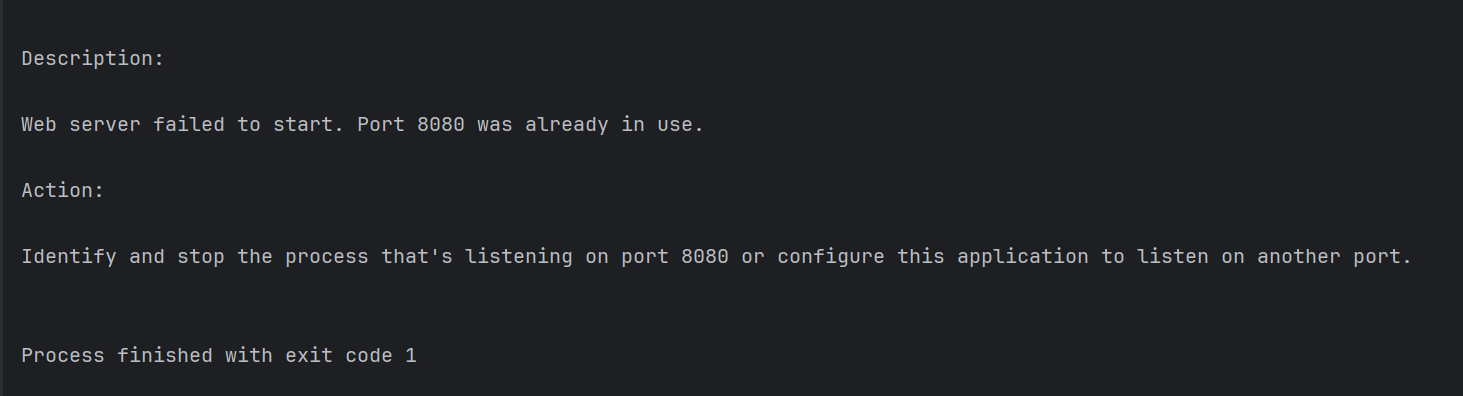 Description:
Web server failed to start. Port 8080 was already in use.
Action:
Identify and stop the process that's listening on port 8080 or configure this application to listen on another port.
Process finished with exit code 1